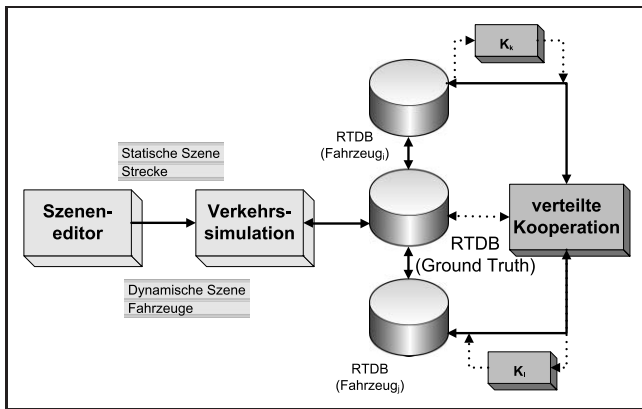 Kₖ
RTDB
(Fahrzeugᵢ)
Statische Szene
Strecke
Szenen-
editor
Verkehrs-
simulation
verteilte
Kooperation
RTDB
(Ground Truth)
Dynamische Szene
Fahrzeuge
RTDB
(Fahrzeugⱼ)
Kₗ